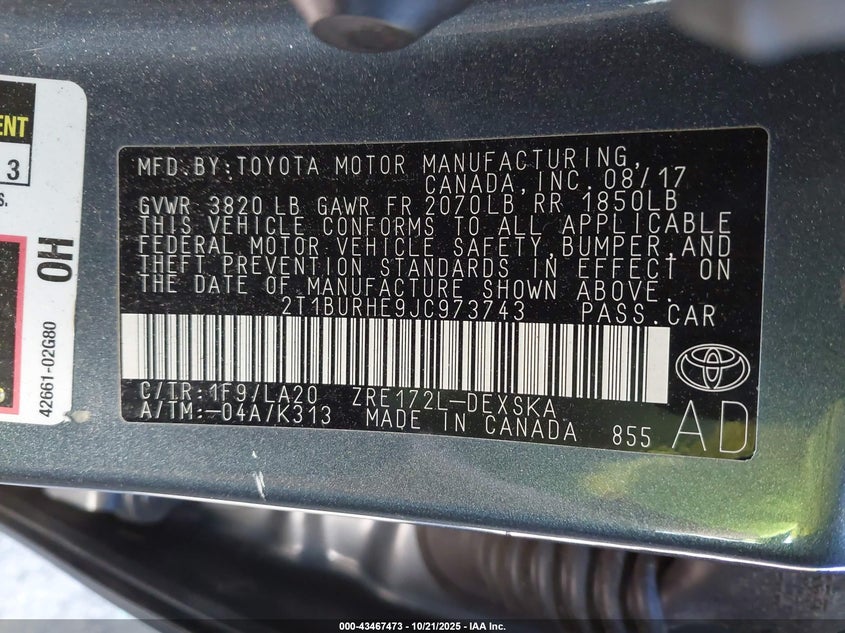 ENT
3
S.
OH
42661-02G80
MFD.BY:TOYOTA MOTOR MANUFACTURING,
CANADA,INC.08/17
GVWR 3820 LB GAWR FR 2070LB RR 1850LB
THIS VEHICLE CONFORMS TO ALL APPLICABLE
FEDERAL MOTOR VEHICLE SAFETY,BUMPER,AND
THEFT PREVENTION STANDARDS IN EFFECT ON
THE DATE OF MANUFACTURE SHOWN ABOVE.
2T1BURHE9JC973743 PASS.CAR
C/TR:1F9/LA20 ZRE172L-DEXSKA
A/TM:-04A/K313 MADE IN CANADA 855 AD
000-43467473 - 10/21/2025 - IAA Inc.